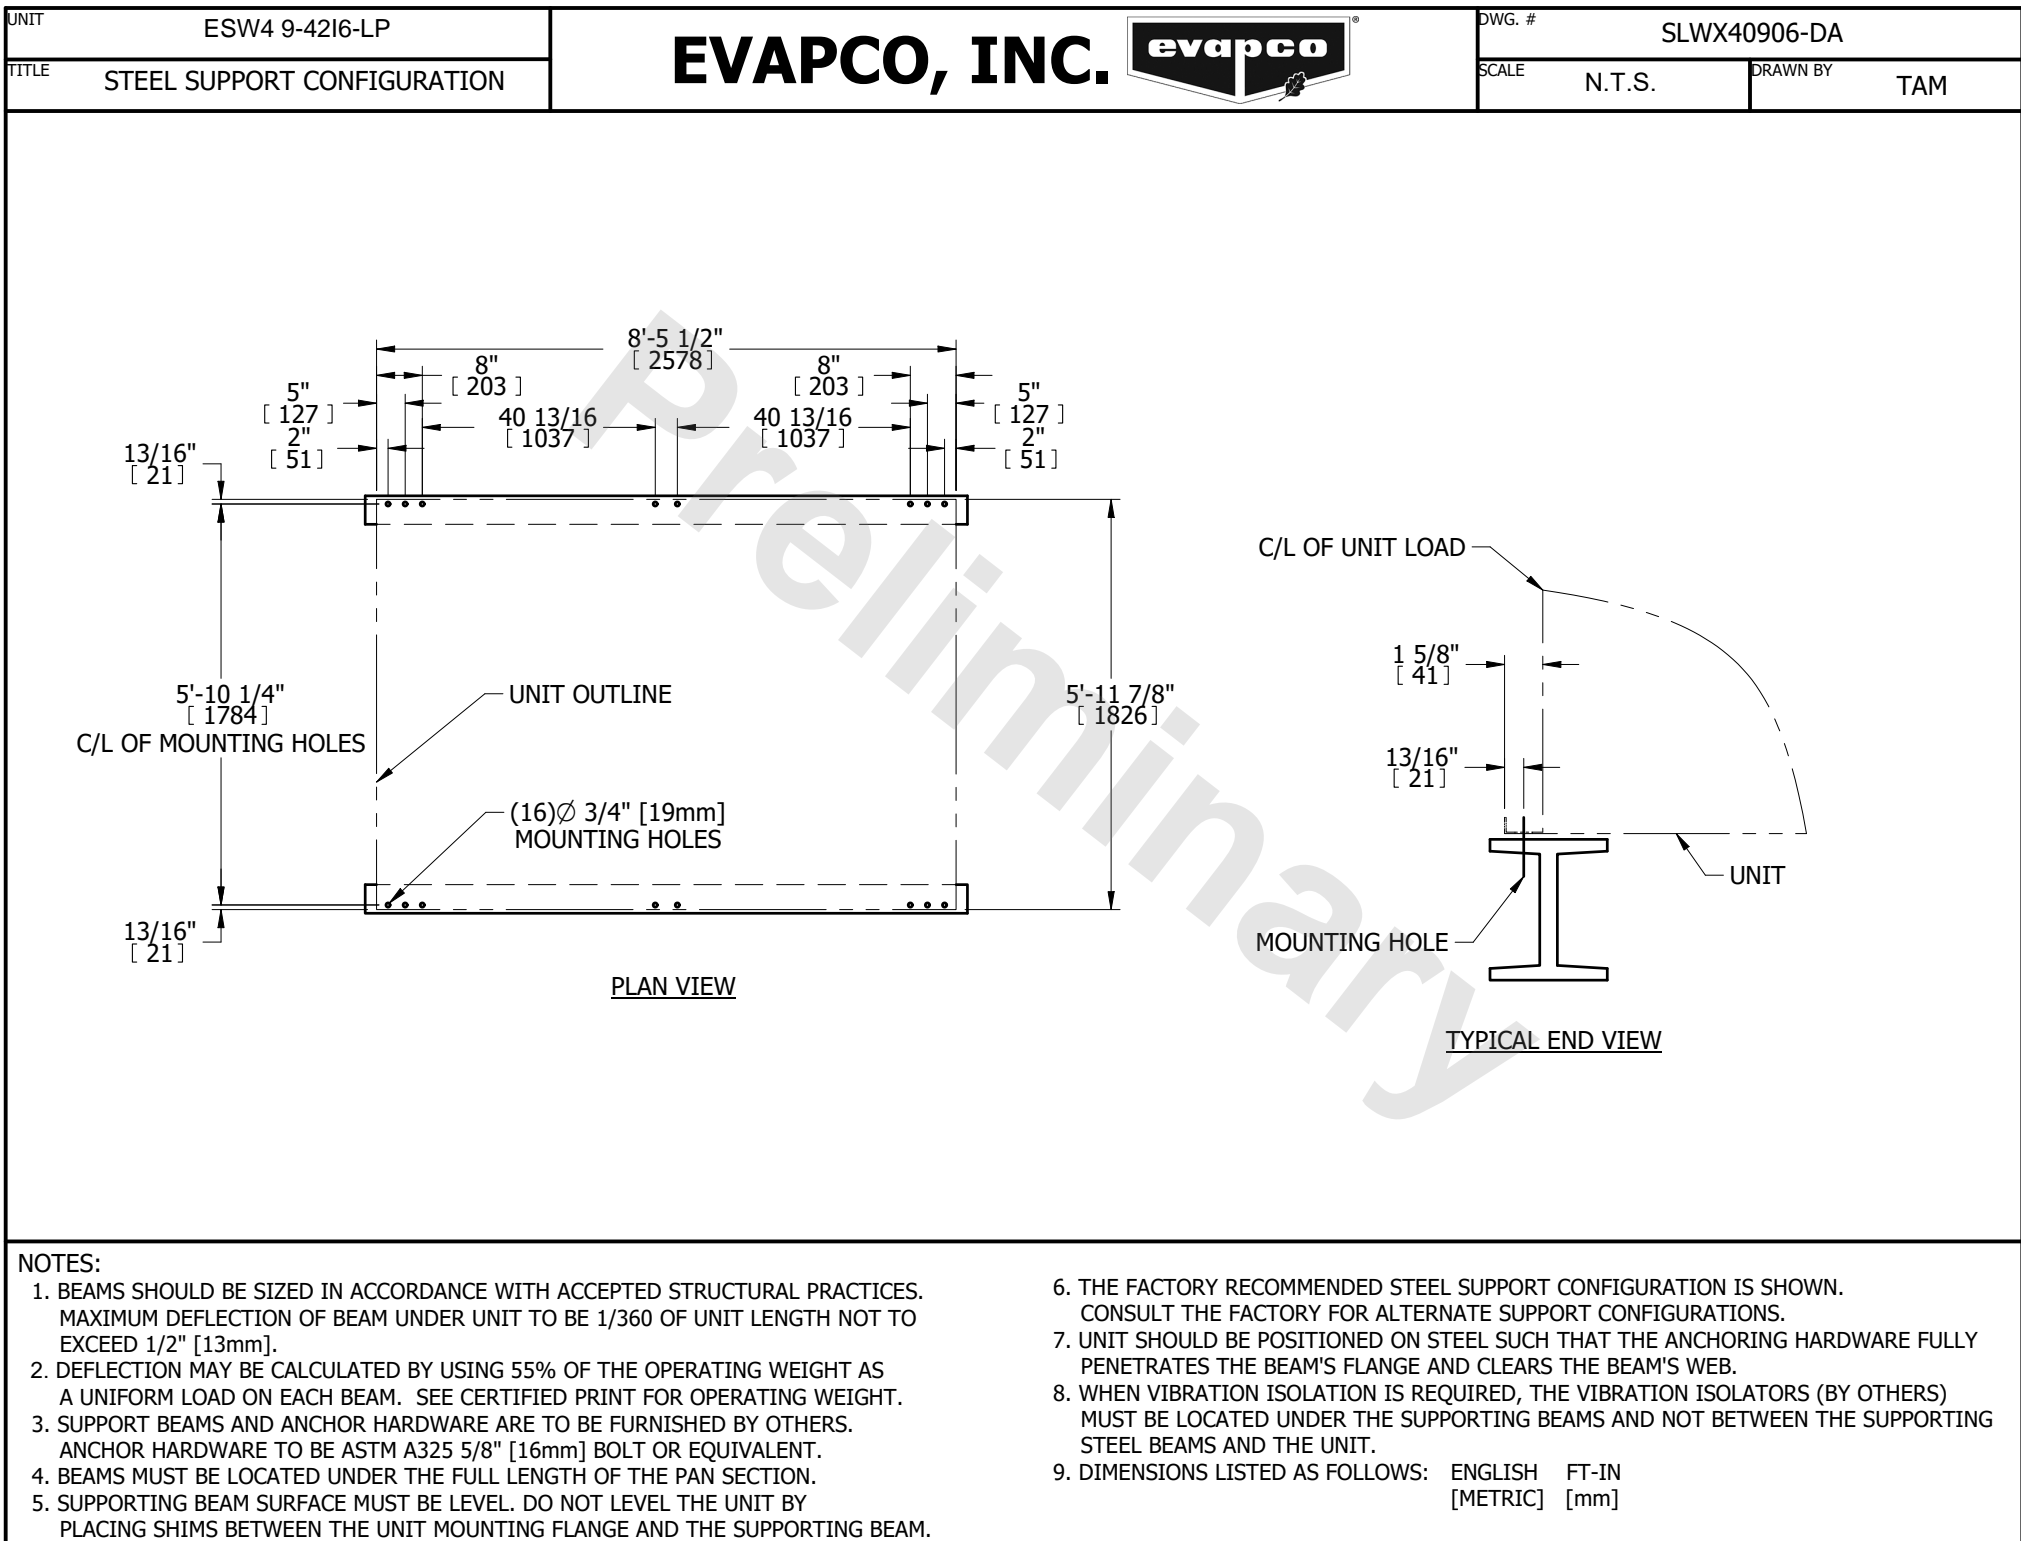 UNIT
ESW4 9-42I6-LP
TITLE
STEEL SUPPORT CONFIGURATION
EVAPCO, INC.
evapco
®
DWG. #
SLWX40906-DA
SCALE
N.T.S.
DRAWN BY
TAM
Preliminary
8'-5 1/2"
[ 2578]
8"
[ 203 ]
8"
[ 203 ]
5"
[ 127 ]
5"
[ 127 ]
40 13/16
[ 1037 ]
40 13/16
[ 1037 ]
2"
[ 51]
2"
[ 51]
13/16"
[ 21]
5'-10 1/4"
[ 1784]
C/L OF MOUNTING HOLES
UNIT OUTLINE
5'-11 7/8"
[ 1826]
(16)Ø 3/4" [19mm]
MOUNTING HOLES
13/16"
[ 21]
PLAN VIEW
C/L OF UNIT LOAD
1 5/8"
[ 41]
13/16"
[ 21]
UNIT
MOUNTING HOLE
TYPICAL END VIEW
NOTES:
1. BEAMS SHOULD BE SIZED IN ACCORDANCE WITH ACCEPTED STRUCTURAL PRACTICES.
MAXIMUM DEFLECTION OF BEAM UNDER UNIT TO BE 1/360 OF UNIT LENGTH NOT TO
EXCEED 1/2" [13mm].
2. DEFLECTION MAY BE CALCULATED BY USING 55% OF THE OPERATING WEIGHT AS
A UNIFORM LOAD ON EACH BEAM. SEE CERTIFIED PRINT FOR OPERATING WEIGHT.
3. SUPPORT BEAMS AND ANCHOR HARDWARE ARE TO BE FURNISHED BY OTHERS.
ANCHOR HARDWARE TO BE ASTM A325 5/8" [16mm] BOLT OR EQUIVALENT.
4. BEAMS MUST BE LOCATED UNDER THE FULL LENGTH OF THE PAN SECTION.
5. SUPPORTING BEAM SURFACE MUST BE LEVEL. DO NOT LEVEL THE UNIT BY
PLACING SHIMS BETWEEN THE UNIT MOUNTING FLANGE AND THE SUPPORTING BEAM.
6. THE FACTORY RECOMMENDED STEEL SUPPORT CONFIGURATION IS SHOWN.
CONSULT THE FACTORY FOR ALTERNATE SUPPORT CONFIGURATIONS.
7. UNIT SHOULD BE POSITIONED ON STEEL SUCH THAT THE ANCHORING HARDWARE FULLY
PENETRATES THE BEAM'S FLANGE AND CLEARS THE BEAM'S WEB.
8. WHEN VIBRATION ISOLATION IS REQUIRED, THE VIBRATION ISOLATORS (BY OTHERS)
MUST BE LOCATED UNDER THE SUPPORTING BEAMS AND NOT BETWEEN THE SUPPORTING
STEEL BEAMS AND THE UNIT.
9. DIMENSIONS LISTED AS FOLLOWS: ENGLISH FT-IN
[METRIC] [mm]